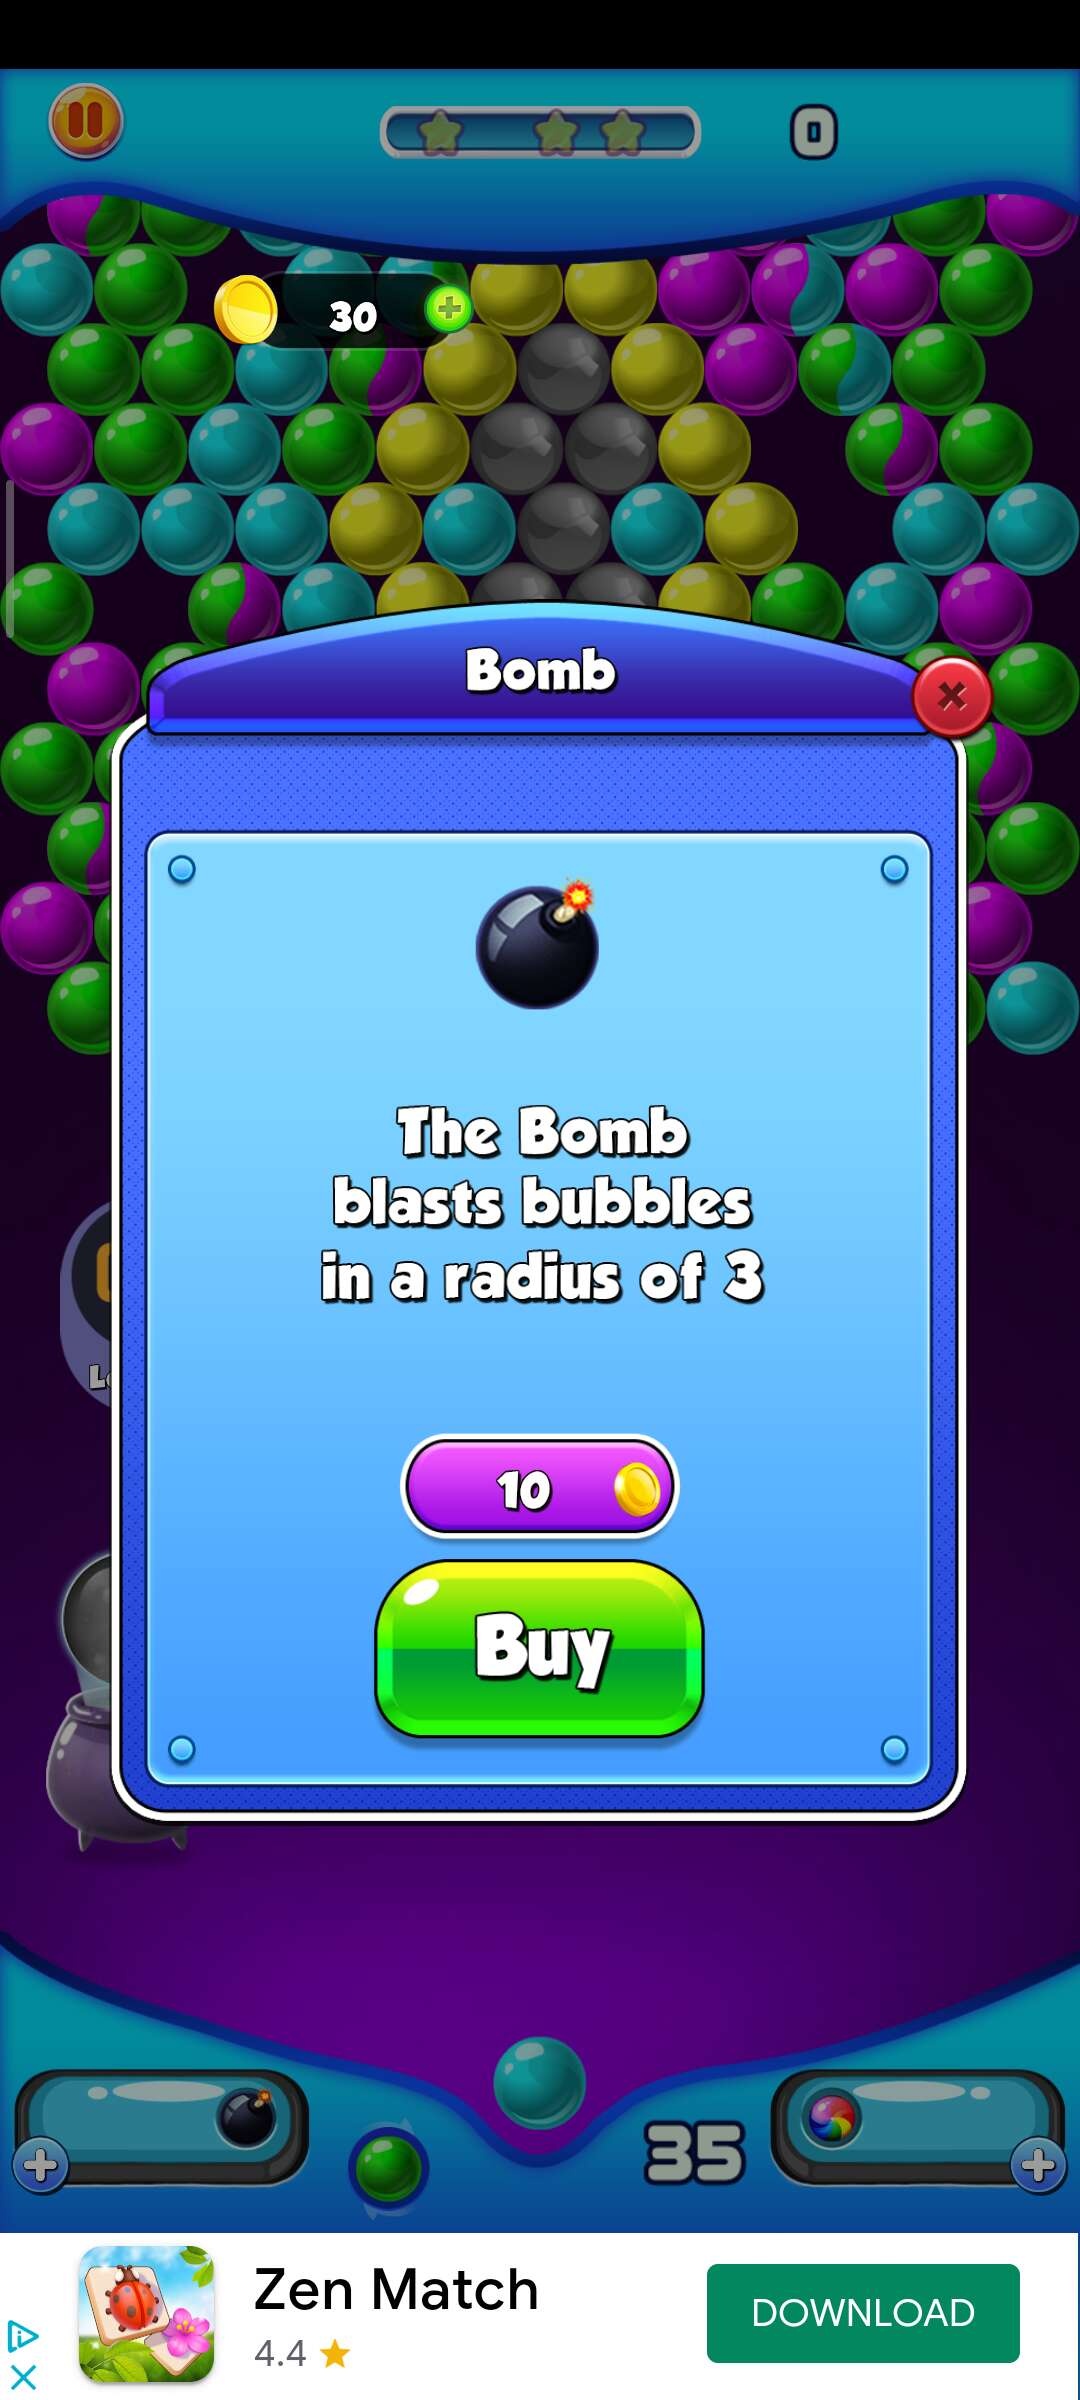 0
30
Bomb
The Bomb
blasts bubbles
in a radius of 3
10
Buy
35
Zen Match
4.4
DOWNLOAD